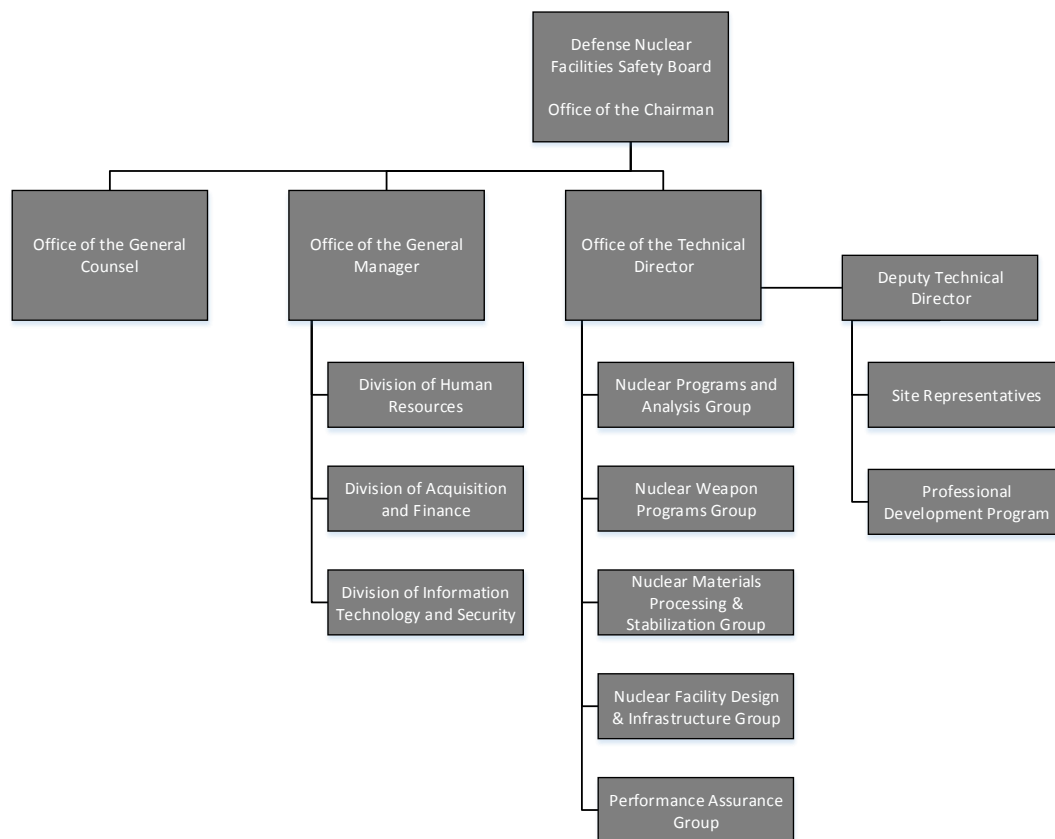 Defense Nuclear
Facilities Safety Board
Office of the Chairman
Office of the General
Counsel
Office of the General
Manager
Office of the Technical
Director
Deputy Technical
Director
Division of Human
Resources
Nuclear Programs and
Analysis Group
Site Representatives
Division of Acquisition
and Finance
Nuclear Weapon
Programs Group
Professional
Development Program
Division of Information
Technology and Security
Nuclear Materials
Processing &
Stabilization Group
Nuclear Facility Design
& Infrastructure Group
Performance Assurance
Group